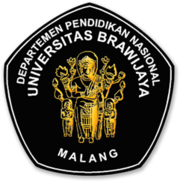 DEPARTEMEN PENDIDIKAN NASIONAL
UNIVERSITAS BRAWIJAYA
MALANG